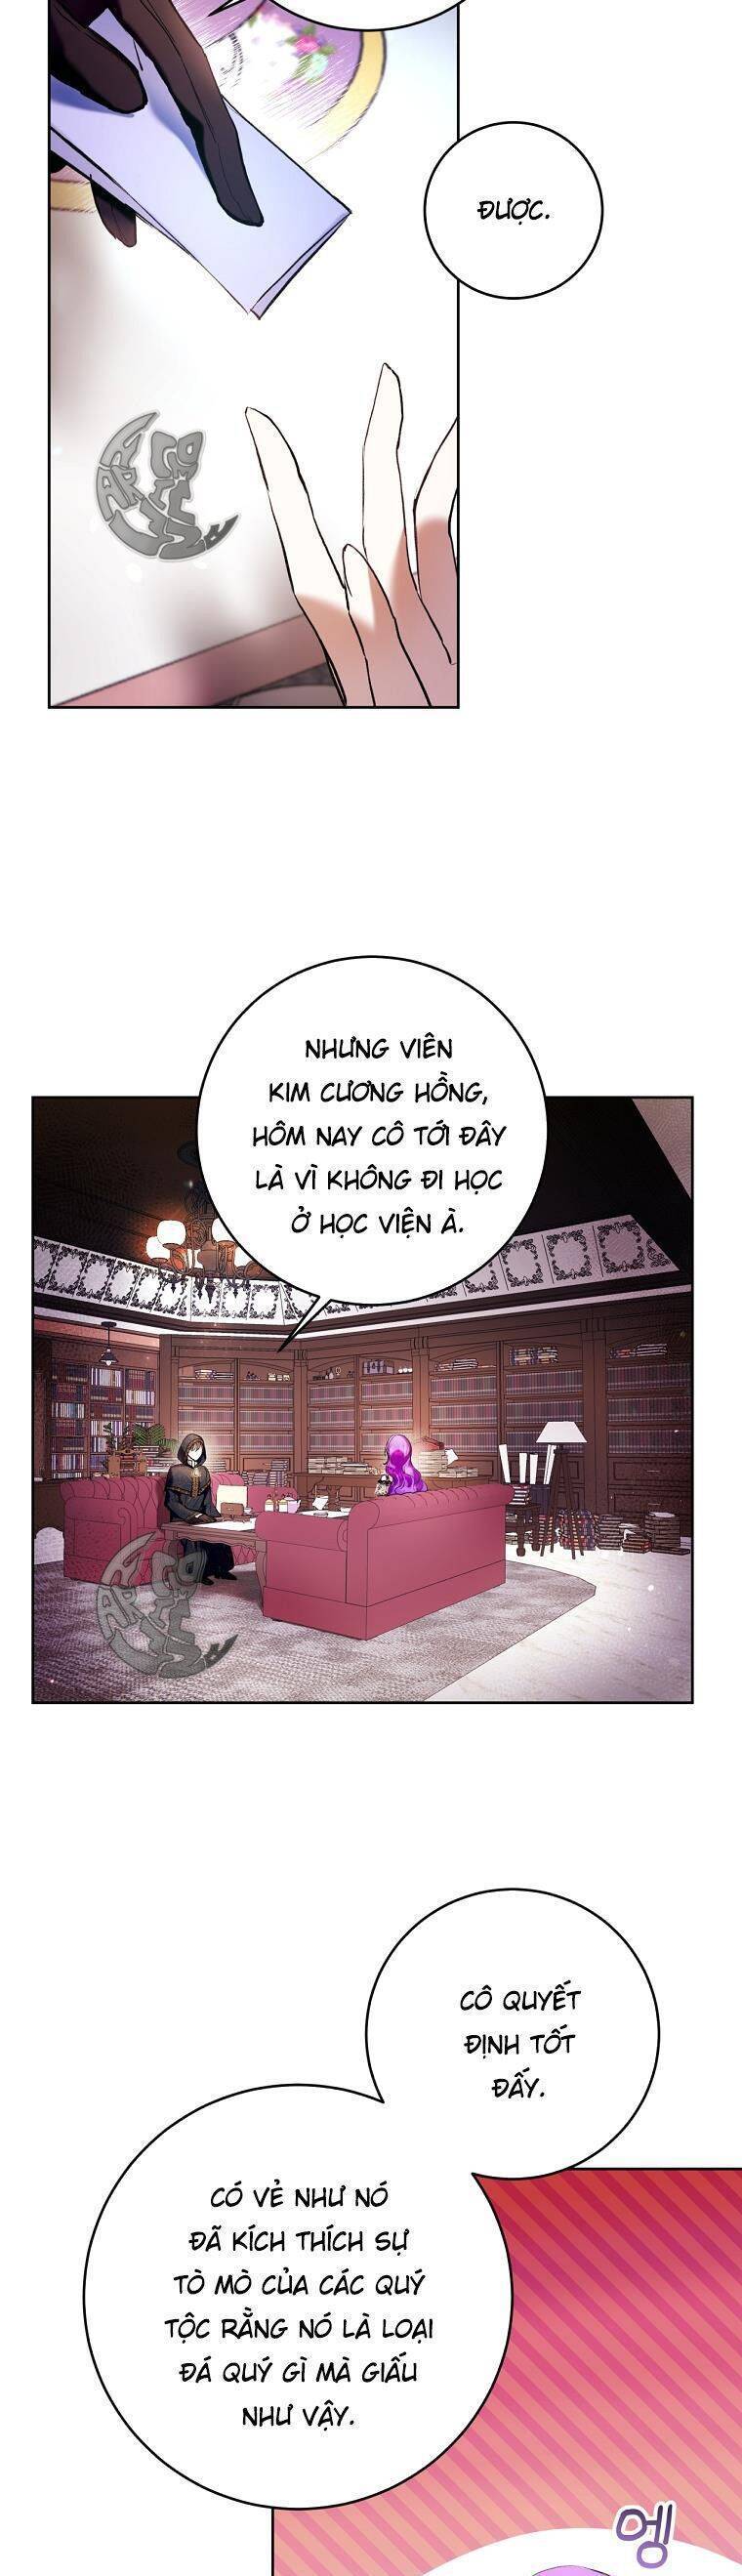 ĐƯỢC.
NHƯNG VIÊN
KIM CƯƠNG HỒNG,
HÔM NAY CÔ TỚI ĐÂY
LÀ VÌ KHÔNG ĐI HỌC
Ở HỌC VIỆN À.
CÔ QUYẾT
ĐỊNH TỐT
ĐẤY.
CÓ VẺ NHƯ NÓ
ĐÃ KÍCH THÍCH SỰ
TÒ MÒ CỦA CÁC QUÝ
TỘC RẰNG NÓ LÀ LOẠI
ĐÁ QUÝ GÌ MÀ GIẤU
NHƯ VẬY.
엥